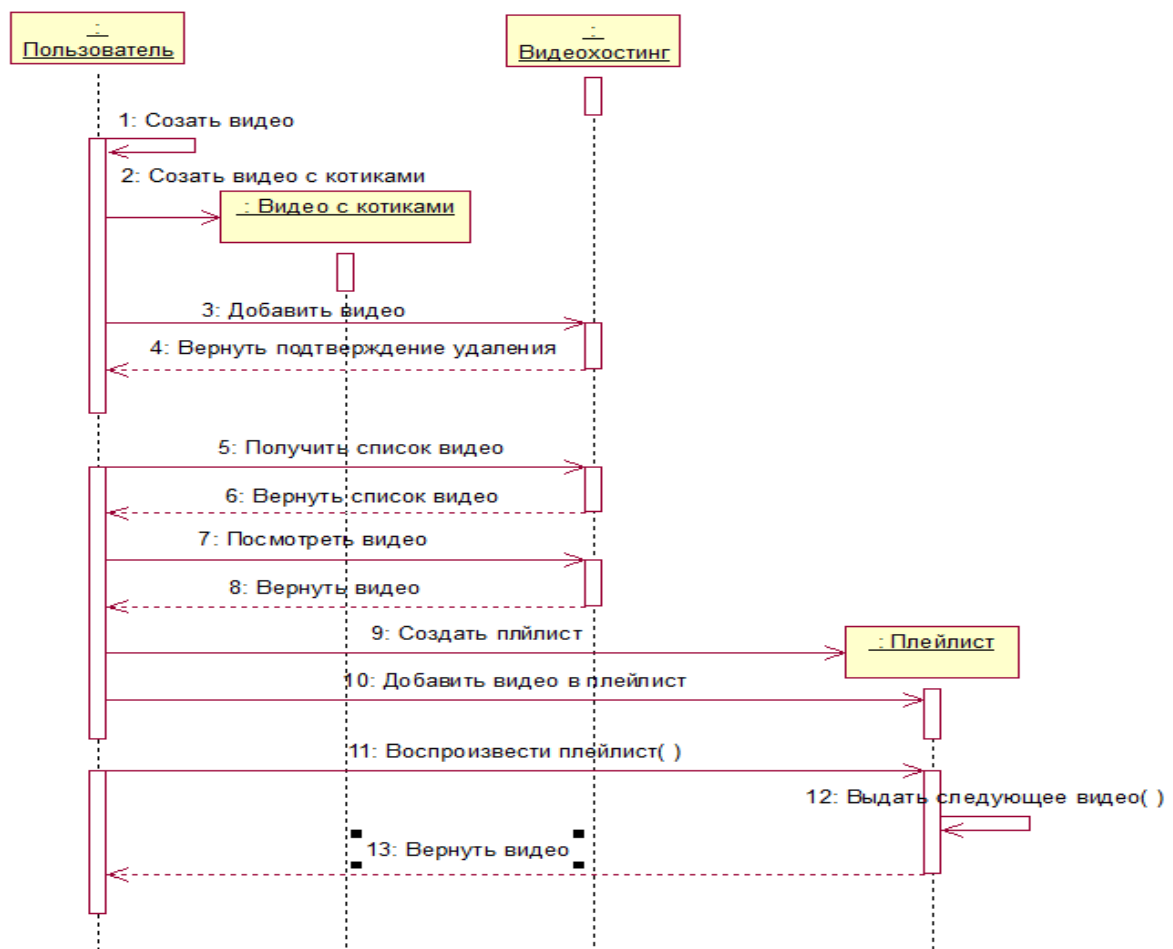 :
Пользователь
:
Видеохостинг
1: Созать видео
2: Созать видео с котиками
: Видео с котиками
3: Добавить видео
4: Вернуть подтверждение удаления
5: Получить список видео
6: Вернуть список видео
7: Посмотреть видео
8: Вернуть видео
9: Создать плйлист
: Плейлист
10: Добавить видео в плейлист
11: Воспроизвести плейлист( )
12: Выдать следующее видео( )
13: Вернуть видео